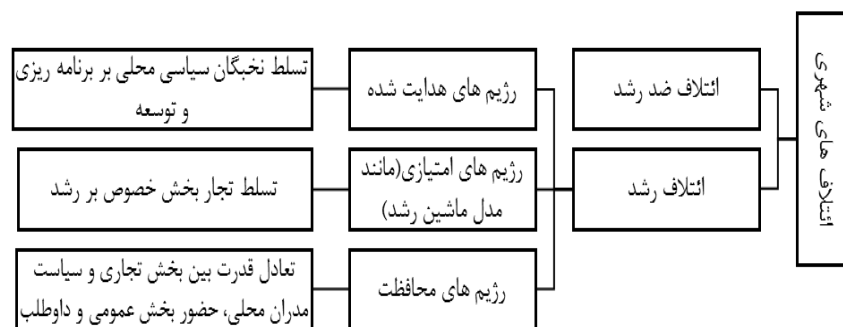 ائتلاف های شهری
ائتلاف ضد رشد
ائتلاف رشد
رژیم های هدایت شده
تسلط نخبگان سیاسی محلی بر برنامه ریزی
و توسعه
رژیم های امتیازی(مانند
مدل ماشین رشد)
تسلط تجار بخش خصوص بر رشد
رژیم های محافظت
تعادل قدرت بین بخش تجاری و سیاست
مدران محلی، حضور بخش عمومی و داوطلب